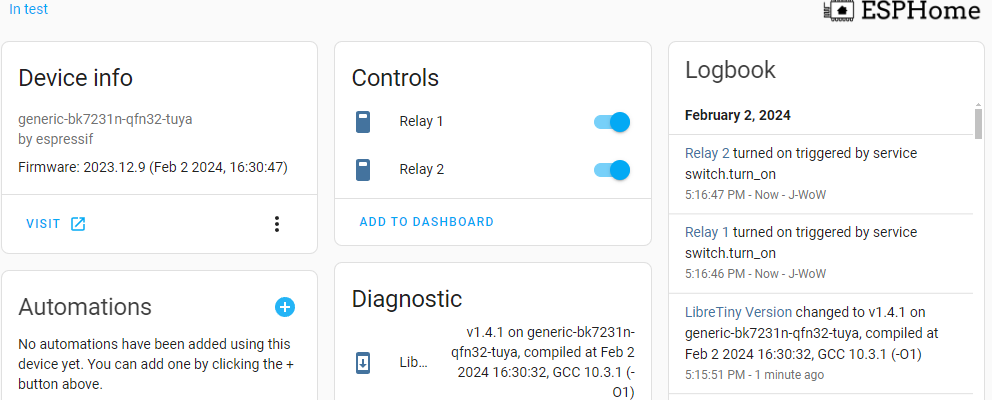 In test
ESPHome
Device info
generic-bk7231n-qfn32-tuya
by espressif
Firmware: 2023.12.9 (Feb 2 2024, 16:30:47)
VISIT
Automations
No automations have been added using this
device yet. You can add one by clicking the +
button above.
Controls
Relay 1
Relay 2
ADD TO DASHBOARD
Diagnostic
Lib...
v1.4.1 on generic-bk7231n-
qfn32-tuya, compiled at Feb 2
2024 16:30:32, GCC 10.3.1 (-
O1)
Logbook
February 2, 2024
Relay 2 turned on triggered by service
switch.turn_on
5:16:47 PM - Now - J-WoW
Relay 1 turned on triggered by service
switch.turn_on
5:16:46 PM - Now - J-WoW
LibreTiny Version changed to v1.4.1 on
generic-bk7231n-qfn32-tuya, compiled at
Feb 2 2024 16:30:32, GCC 10.3.1 (-O1)
5:15:51 PM - 1 minute ago